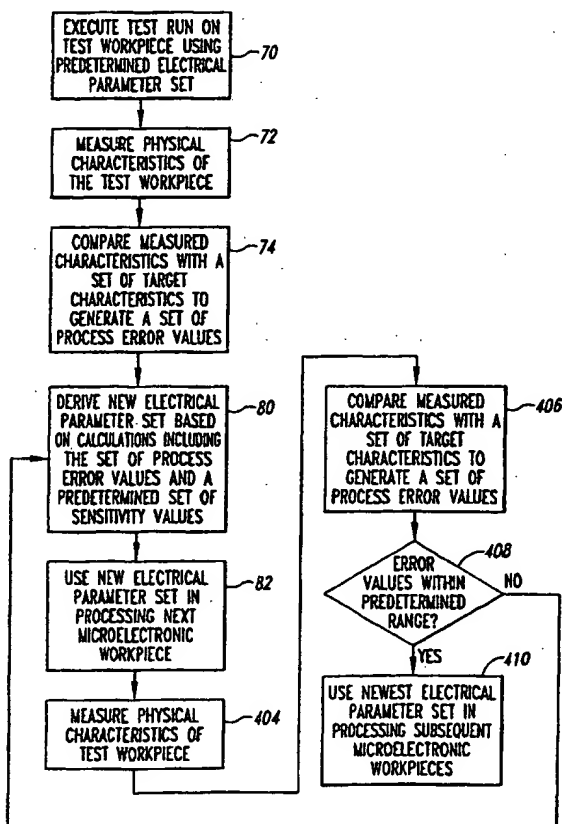 EXECUTE TEST RUN ON
TEST WORKPIECE USING
PREDETERMINED ELECTRICAL
PARAMETER SET
70
MEASURE PHYSICAL
CHARACTERISTICS OF
THE TEST WORKPIECE
72
COMPARE MEASURED
CHARACTERISTICS WITH A
SET OF TARGET
CHARACTERISTICS TO
GENERATE A SET OF
PROCESS ERROR VALUES
74
DERIVE NEW ELECTRICAL
PARAMETER SET BASED
ON CALCULATIONS INCLUDING
THE SET OF PROCESS
ERROR VALUES AND A
PREDETERMINED SET OF
SENSITIVITY VALUES
80
USE NEW ELECTRICAL
PARAMETER SET IN
PROCESSING NEXT
MICROELECTRONIC
WORKPIECE
82
MEASURE PHYSICAL
CHARACTERISTICS OF
TEST WORKPIECE
404
COMPARE MEASURED
CHARACTERISTICS WITH A
SET OF TARGET
CHARACTERISTICS TO
GENERATE A SET OF
PROCESS ERROR VALUES
406
ERROR
VALUES WITHIN
PREDETERMINED
RANGE?
408
NO
YES
410
USE NEWEST ELECTRICAL
PARAMETER SET IN
PROCESSING SUBSEQUENT
MICROELECTRONIC
WORKPIECES